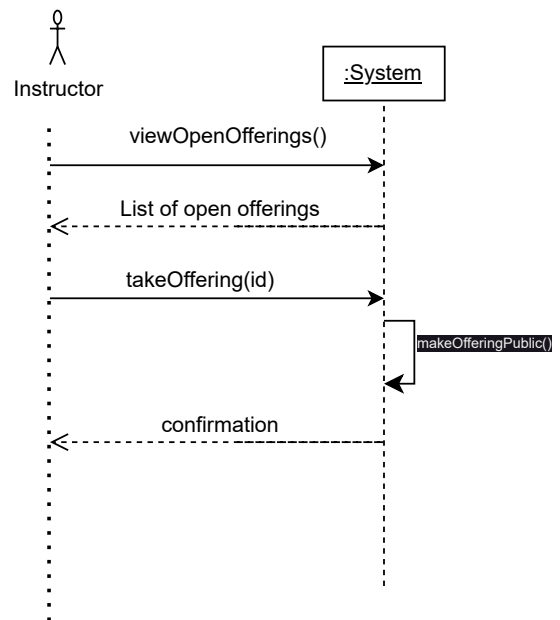 Instructor
:System
viewOpenOfferings()
List of open offerings
takeOffering(id)
makeOfferingPublic()
confirmation